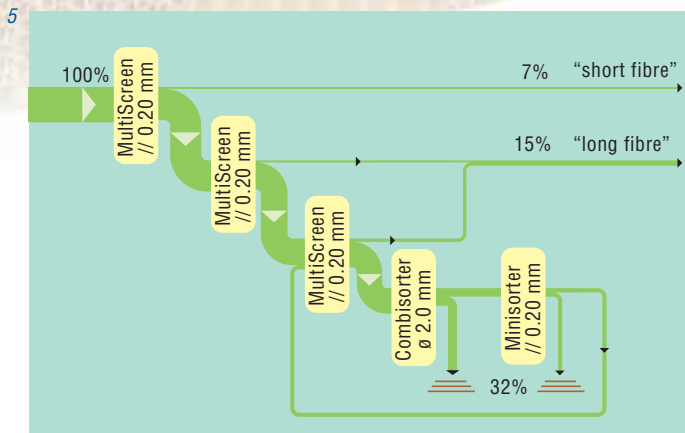 5
100%
MultiScreen
// 0.20 mm
7% “short fibre”
MultiScreen
// 0.20 mm
15% “long fibre”
MultiScreen
// 0.20 mm
Combisorter
ø 2.0 mm
Minisorter
// 0.20 mm
32%